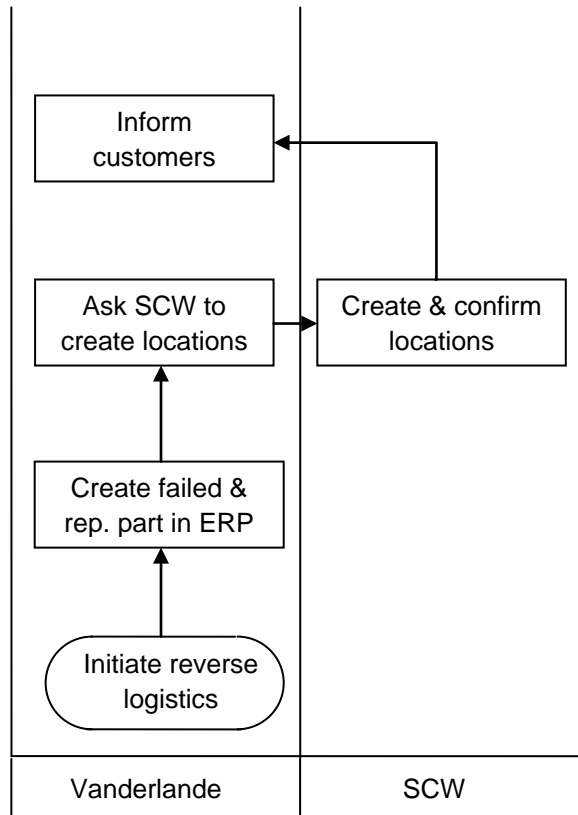 Inform
customers
Ask SCW to
create locations
Create & confirm
locations
Create failed &
rep. part in ERP
Initiate reverse
logistics
Vanderlande
SCW